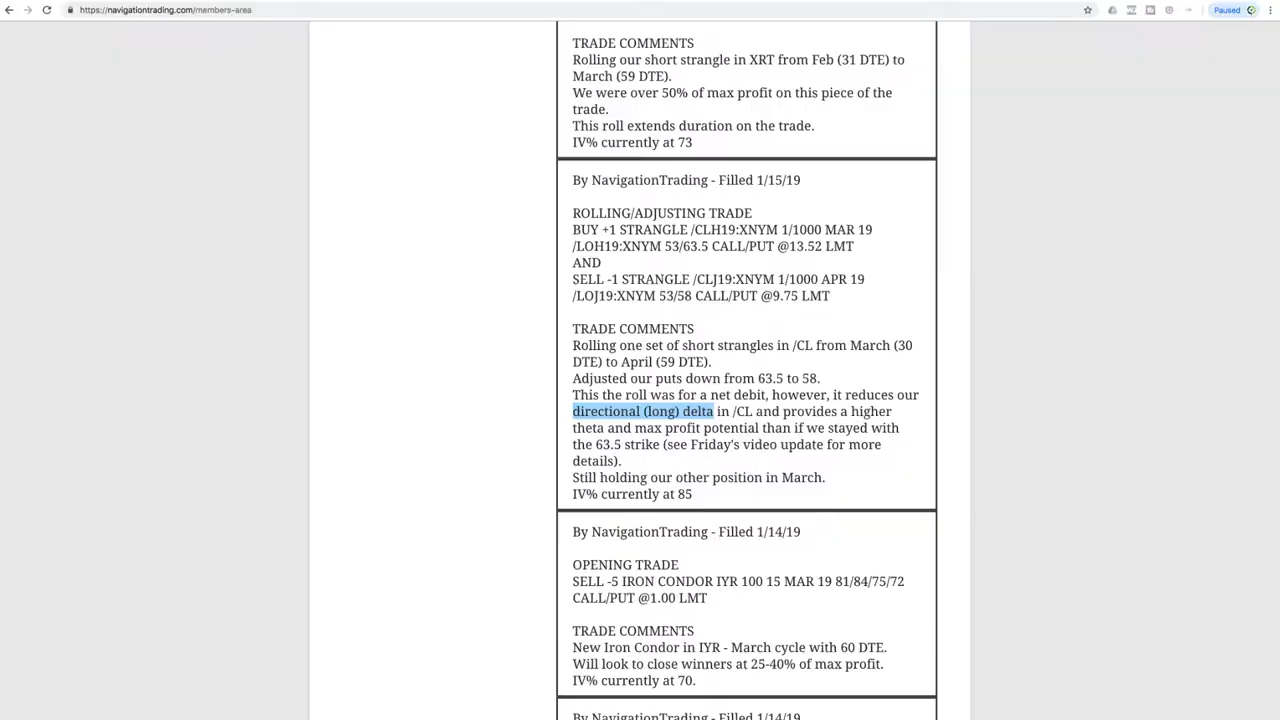 https://navigationtrading.com/members-area
Paused
TRADE COMMENTS
Rolling our short strangle in XRT from Feb (31 DTE) to
March (59 DTE).
We were over 50% of max profit on this piece of the
trade.
This roll extends duration on the trade.
IV% currently at 73
By NavigationTrading - Filled 1/15/19
ROLLING/ADJUSTING TRADE
BUY +1 STRANGLE /CLH19:XNYM 1/1000 MAR 19
/LOH19:XNYM 53/63.5 CALL/PUT @13.52 LMT
AND
SELL -1 STRANGLE /CLJ19:XNYM 1/1000 APR 19
/LOJ19:XNYM 53/58 CALL/PUT @9.75 LMT
TRADE COMMENTS
Rolling one set of short strangles in /CL from March (30
DTE) to April (59 DTE).
Adjusted our puts down from 63.5 to 58.
This the roll was for a net debit, however, it reduces our
directional (long) delta in /CL and provides a higher
theta and max profit potential than if we stayed with
the 63.5 strike (see Friday's video update for more
details).
Still holding our other position in March.
IV% currently at 85
By NavigationTrading - Filled 1/14/19
OPENING TRADE
SELL -5 IRON CONDOR IYR 100 15 MAR 19 81/84/75/72
CALL/PUT @1.00 LMT
TRADE COMMENTS
New Iron Condor in IYR - March cycle with 60 DTE.
Will look to close winners at 25-40% of max profit.
IV% currently at 70.
By NavigationTrading - Filled 1/14/19